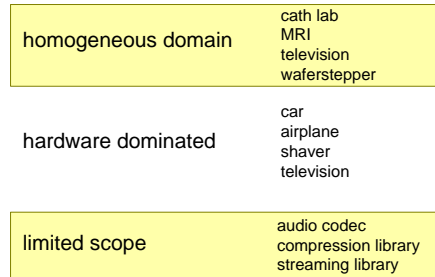 homogeneous domain
cath lab
MRI
television
waferstepper
hardware dominated
car
airplane
shaver
television
limited scope
audio codec
compression library
streaming library